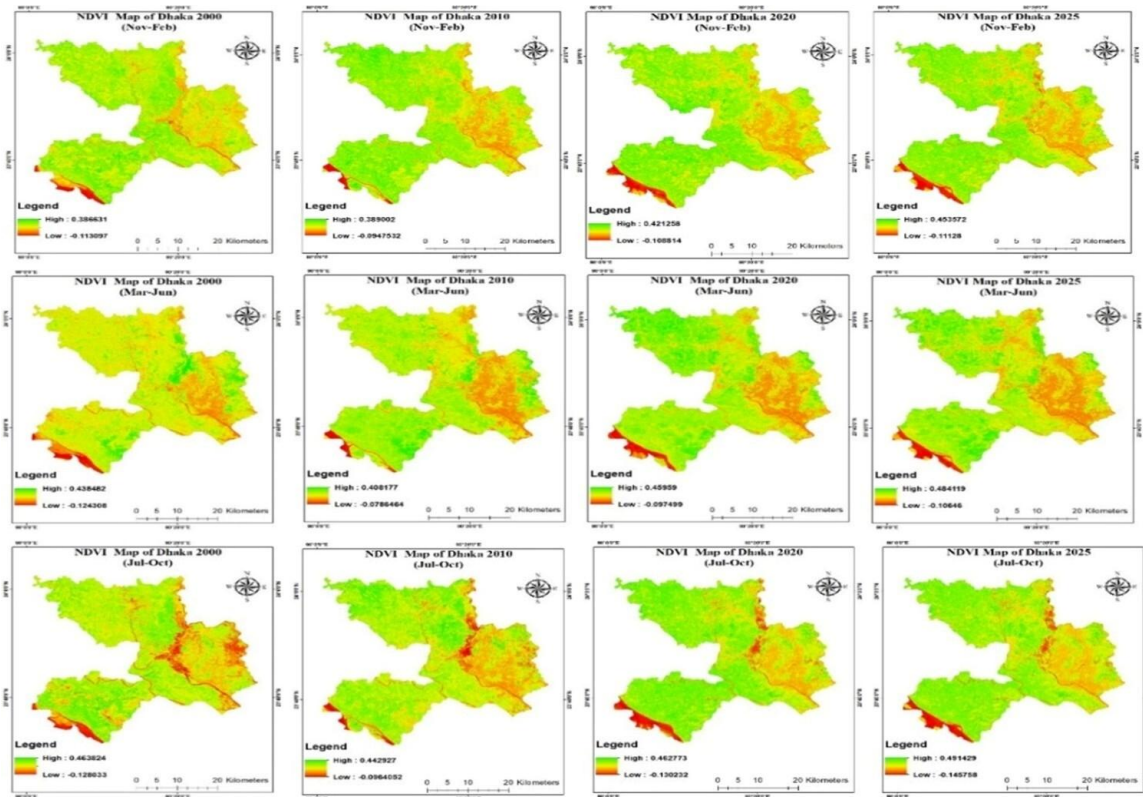 NDVI Map of Dhaka 2000
(Nov-Feb)
N
W E
S
Legend
High : 0.386631
Low : -0.113097
0 5 10 20 Kilometers
NDVI Map of Dhaka 2010
(Nov-Feb)
N
W E
S
Legend
High : 0.389002
Low : -0.0947532
0 5 10 20 Kilometers
NDVI Map of Dhaka 2020
(Nov-Feb)
N
W E
S
Legend
High : 0.421256
Low : -0.108814
0 5 10 20 Kilometers
NDVI Map of Dhaka 2025
(Nov-Feb)
N
W E
S
Legend
High : 0.453572
Low : -0.11128
0 5 10 20 Kilometers
NDVI Map of Dhaka 2000
(Mar-Jun)
N
W E
S
Legend
High : 0.438462
Low : -0.124308
0 5 10 20 Kilometers
NDVI Map of Dhaka 2010
(Mar-Jun)
N
W E
S
Legend
High : 0.408177
Low : -0.0786464
0 5 10 20 Kilometers
NDVI Map of Dhaka 2020
(Mar-Jun)
N
W E
S
Legend
High : 0.45959
Low : -0.097499
0 5 10 20 Kilometers
NDVI Map of Dhaka 2025
(Mar-Jun)
N
W E
S
Legend
High : 0.484119
Low : -0.10646
0 5 10 20 Kilometers
NDVI Map of Dhaka 2000
(Jul-Oct)
N
W E
S
Legend
High : 0.463824
Low : -0.128033
0 5 10 20 Kilometers
NDVI Map of Dhaka 2010
(Jul-Oct)
N
W E
S
Legend
High : 0.442927
Low : -0.0964052
0 5 10 20 Kilometers
NDVI Map of Dhaka 2020
(Jul-Oct)
N
W E
S
Legend
High : 0.462773
Low : -0.130232
0 5 10 20 Kilometers
NDVI Map of Dhaka 2025
(Jul-Oct)
N
W E
S
Legend
High : 0.491429
Low : -0.145758
0 5 10 20 Kilometers